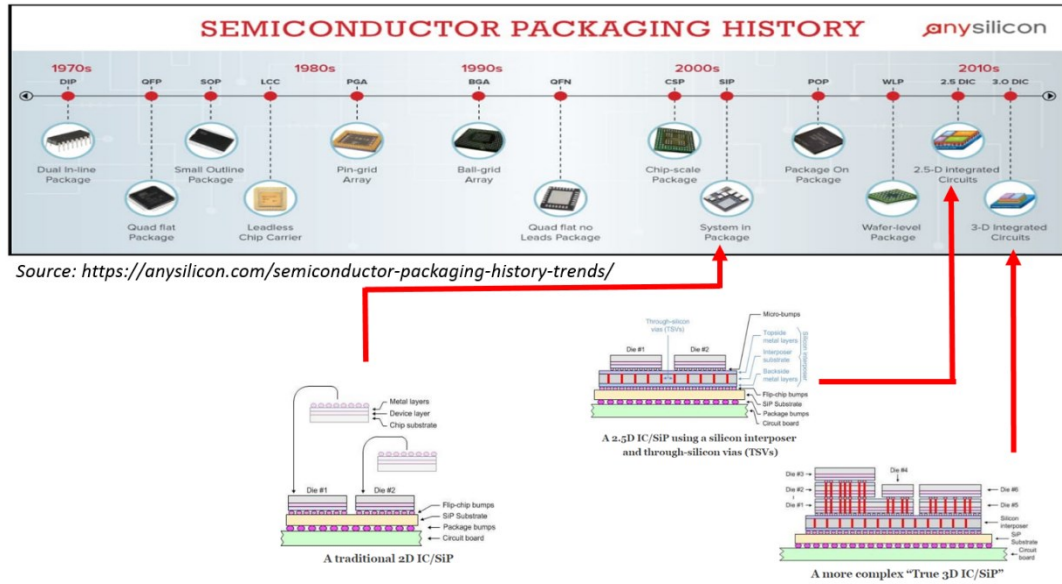 SEMICONDUCTOR PACKAGING HISTORY
anysilicon
1970s
1980s
1990s
2000s
2010s
DIP
QFP
SOP
LCC
PGA
BGA
QFN
CSP
SIP
POP
WLP
2.5 DIC
3.0 DIC
Dual In-line
Package
Small Outline
Package
Pin-grid
Array
Ball-grid
Array
Chip-scale
Package
Package On
Package
2.5-D Integrated
Circuits
Quad flat
Package
Leadless
Chip Carrier
Quad flat no
Leads Package
System in
Package
Wafer-level
Package
3-D Integrated
Circuits
Source: https://anysilicon.com/semiconductor-packaging-history-trends/
Metal layers
Device layer
Chip substrate
Die #1
Die #2
Flip-chip bumps
SiP Substrate
Package bumps
Circuit board
A traditional 2D IC/SiP
Through-silicon
vias (TSVs)
Die #1
Die #2
Micro-bumps
Topside
metal layers
Interposer
substrate
Backside
metal layers
Silicon interposer
Flip-chip bumps
SiP Substrate
Package bumps
Circuit board
A 2.5D IC/SiP using a silicon interposer
and through-silicon vias (TSVs)
Die #3
Die #2
Die #1
Die #4
Die #6
Die #5
Silicon
interposer
SiP
Substrate
Circuit
board
A more complex “True 3D IC/SiP”